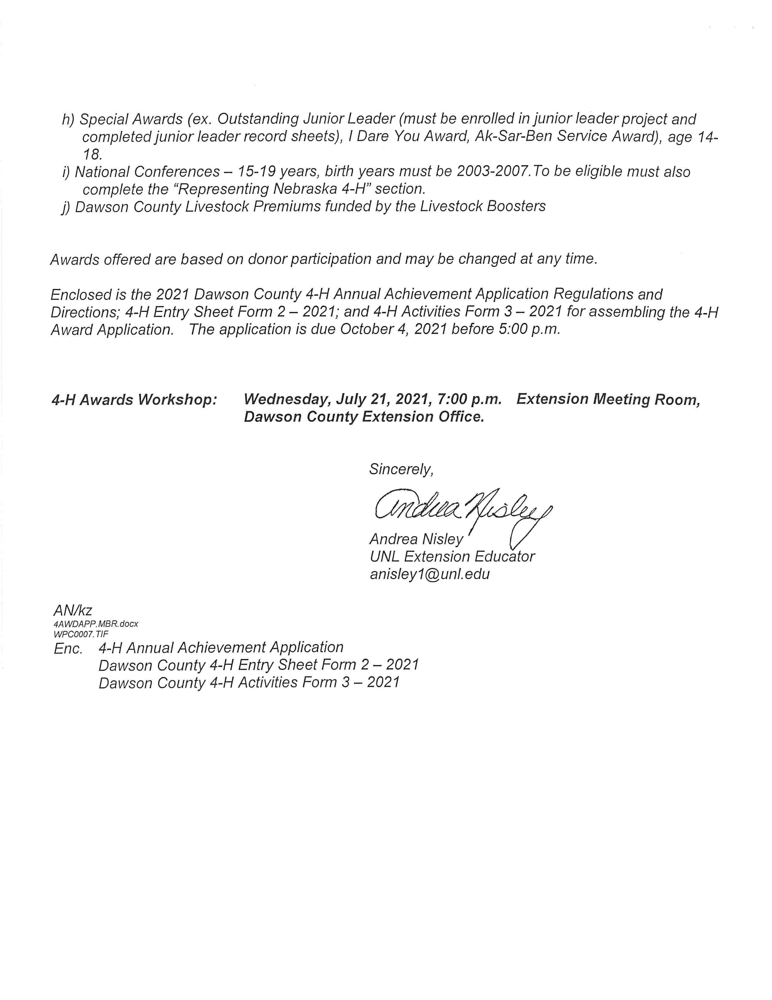 h) Special Awards (ex. Outstanding Junior Leader (must be enrolled in junior leader project and
completed junior leader record sheets), I Dare You Award, Ak-Sar-Ben Service Award), age 14-
18.
i) National Conferences – 15-19 years, birth years must be 2003-2007.To be eligible must also
complete the “Representing Nebraska 4-H” section.
j) Dawson County Livestock Premiums funded by the Livestock Boosters
Awards offered are based on donor participation and may be changed at any time.
Enclosed is the 2021 Dawson County 4-H Annual Achievement Application Regulations and
Directions; 4-H Entry Sheet Form 2 – 2021; and 4-H Activities Form 3 – 2021 for assembling the 4-H
Award Application. The application is due October 4, 2021 before 5:00 p.m.
4-H Awards Workshop: Wednesday, July 21, 2021, 7:00 p.m. Extension Meeting Room,
Dawson County Extension Office.
Sincerely,
Andrea Nisley
Andrea Nisley
UNL Extension Educator
anisley1@unl.edu
AN/kz
4AWDAPP.MBR.docx
WPC0007.TIF
Enc. 4-H Annual Achievement Application
Dawson County 4-H Entry Sheet Form 2 – 2021
Dawson County 4-H Activities Form 3 – 2021